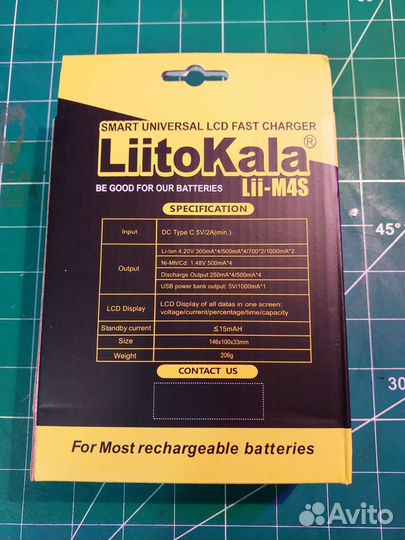 SMART UNIVERSAL LCD FAST CHARGER
LiitoKala®
BE GOOD FOR OUR BATTERIES
Lii-M4S
SPECIFICATION
Input DC Type C 5V/2A(min.)
Output
Li-Ion 4.20V 300mA*4/500mA*4/700*2/1000mA*2
Ni-Mh/Cd. 1.48V 500mA*4
Discharge Output:250mA*4/500mA*4
USB power bank output: 5V/1000mA*1
LCD Display
LCD Display of all datas in one screen:
voltage/current/percentage/time/capacity
Standby current ≦15mAH
Size 146x100x33mm
Weight 206g
CONTACT US
For Most rechargeable batteries
45°
30
Avito